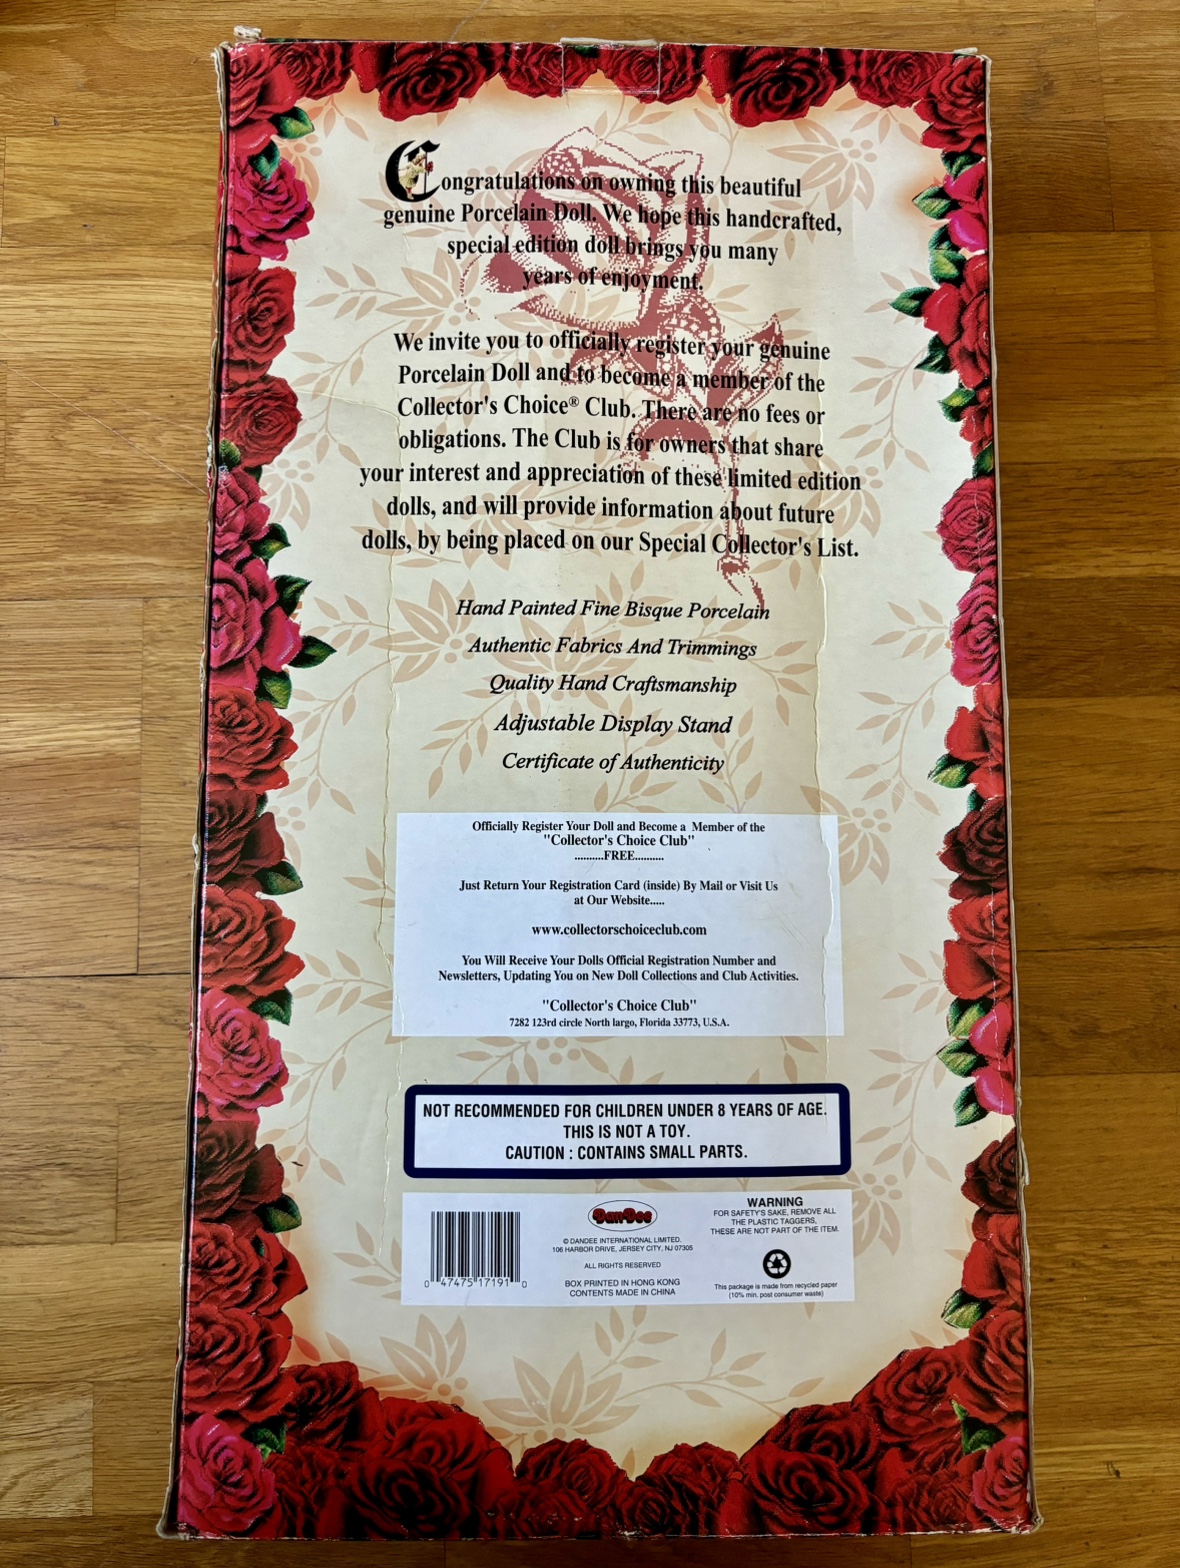 Congratulations on owning this beautiful
genuine Porcelain Doll. We hope this handcrafted,
special edition doll brings you many
years of enjoyment.
We invite you to officially register your genuine
Porcelain Doll and to become a member of the
Collector's Choice® Club. There are no fees or
obligations. The Club is for owners that share
your interest and appreciation of these limited edition
dolls, and will provide information about future
dolls, by being placed on our Special Collector's List.
Hand Painted Fine Bisque Porcelain
Authentic Fabrics And Trimmings
Quality Hand Craftsmanship
Adjustable Display Stand
Certificate of Authenticity
Officially Register Your Doll and Become a Member of the
"Collector's Choice Club"
..........FREE..........
Just Return Your Registration Card (inside) By Mail or Visit Us
at Our Website.....
www.collectorschoiceclub.com
You Will Receive Your Dolls Official Registration Number and
Newsletters, Updating You on New Doll Collections and Club Activities.
"Collector's Choice Club"
7282 123rd circle North largo, Florida 33773, U.S.A.
NOT RECOMMENDED FOR CHILDREN UNDER 8 YEARS OF AGE.
THIS IS NOT A TOY.
CAUTION : CONTAINS SMALL PARTS.
0 47475 17191 0
DanDee
© DANDEE INTERNATIONAL LIMITED.
106 HARBOR DRIVE, JERSEY CITY, NJ 07305
ALL RIGHTS RESERVED
BOX PRINTED IN HONG KONG
CONTENTS MADE IN CHINA
WARNING
FOR SAFETY'S SAKE, REMOVE ALL
THE PLASTIC TAGGERS,
THESE ARE NOT PART OF THE ITEM.
This package is made from recycled paper
(10% min. post consumer waste)